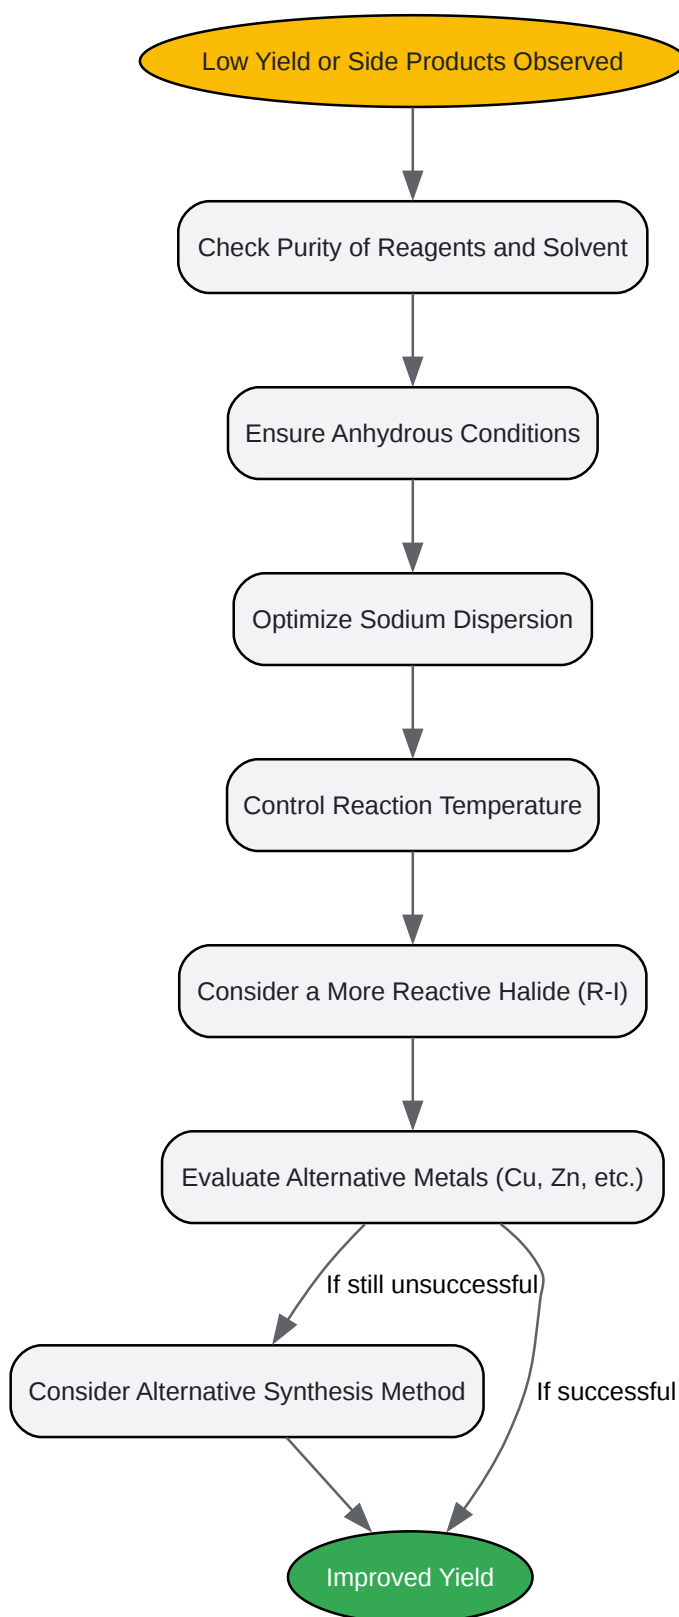 Low Yield or Side Products Observed
Check Purity of Reagents and Solvent
Ensure Anhydrous Conditions
Optimize Sodium Dispersion
Control Reaction Temperature
Consider a More Reactive Halide (R-I)
Evaluate Alternative Metals (Cu, Zn, etc.)
If still unsuccessful
Consider Alternative Synthesis Method
If successful
Improved Yield